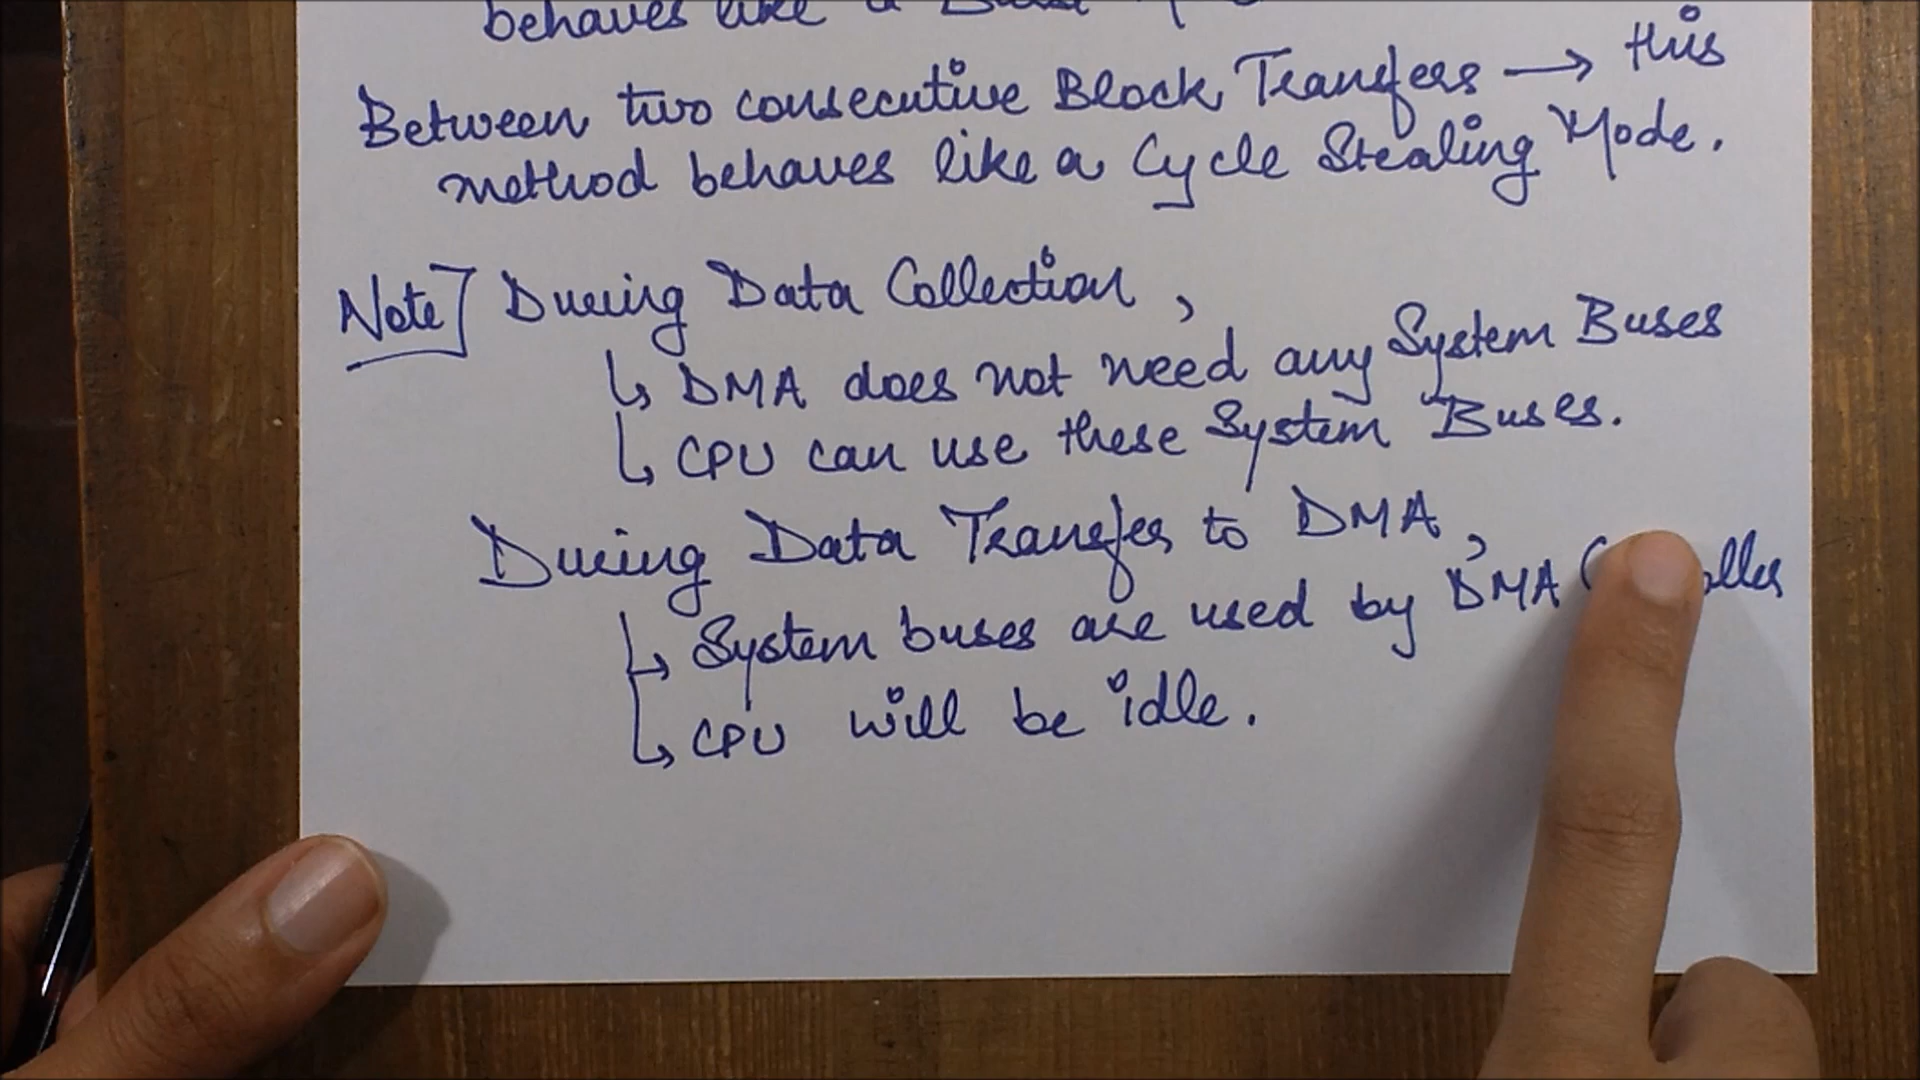 behaves like a
Between two consecutive Block Transfers → this
method behaves like a Cycle Stealing Mode.
Note] During Data Collection,
↳ DMA does not need any System Buses
↳ CPU can use these System Buses.
During Data Transfer to DMA,
↳ System buses are used by DMA
↳ CPU will be idle.